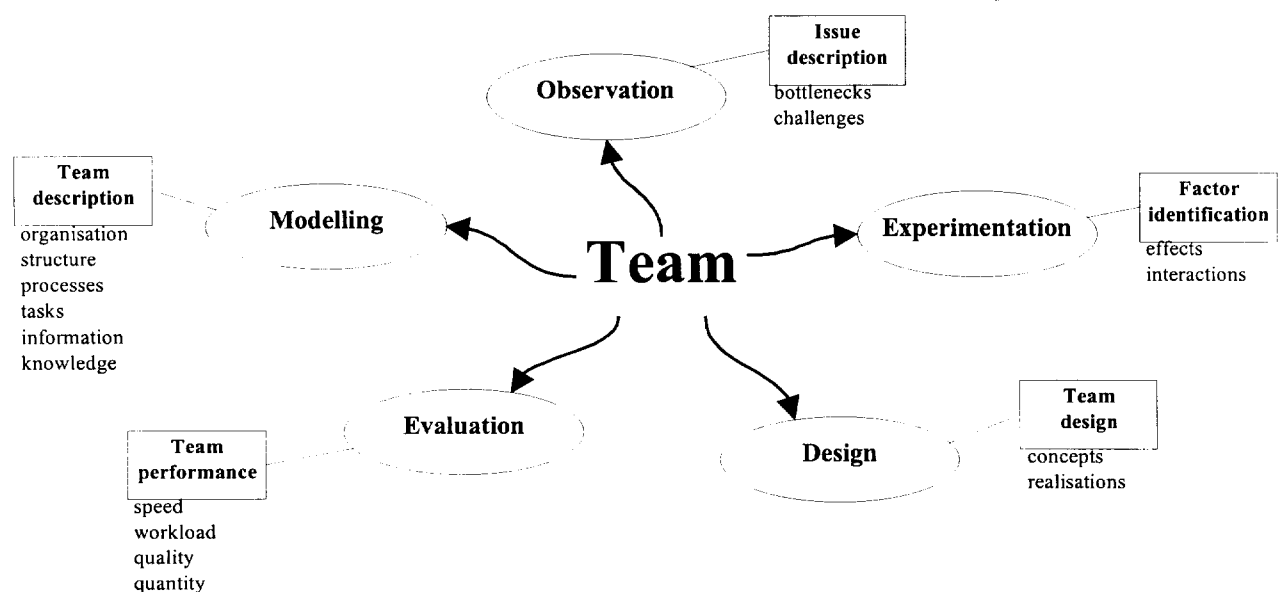 Issue
description
bottlenecks
challenges
Observation
Team
description
organisation
structure
processes
tasks
information
knowledge
Modelling
Team
Experimentation
Factor
identification
effects
interactions
Evaluation
Team
performance
speed
workload
quality
quantity
Design
Team
design
concepts
realisations